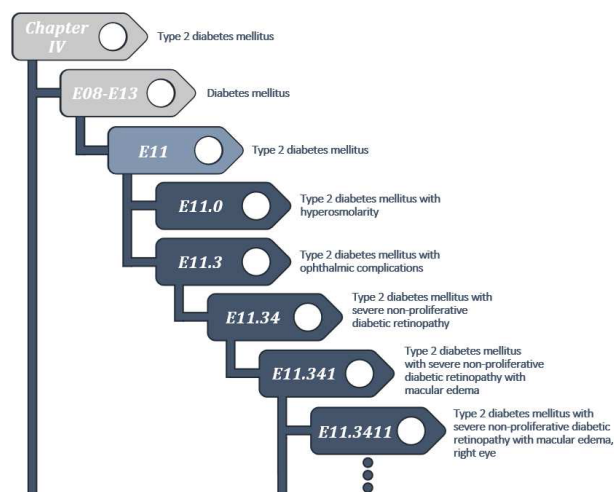 Chapter
IV
Type 2 diabetes mellitus
E08-E13
Diabetes mellitus
E11
Type 2 diabetes mellitus
E11.0
Type 2 diabetes mellitus with
hyperosmolarity
E11.3
Type 2 diabetes mellitus with
ophthalmic complications
E11.34
Type 2 diabetes mellitus with
severe non-proliferative
diabetic retinopathy
E11.341
Type 2 diabetes mellitus
with severe non-proliferative
diabetic retinopathy with
macular edema
E11.3411
Type 2 diabetes mellitus with
severe non-proliferative diabetic
retinopathy with macular edema,
right eye